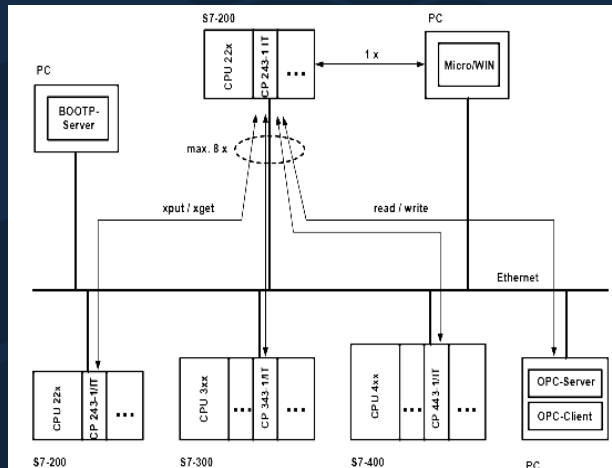 S7-200
PC
CPU 22x
CP 243-1 IT
...
1 x
Micro/WIN
PC
BOOTP-
Server
max. 8 x
xput / xget
read / write
Ethernet
CPU 22x
CP 243-1/IT
...
CPU 3xx
...
CP 343-1/IT
...
CPU 4xx
...
CP 443-1/IT
...
OPC-Server
OPC-Client
S7-200
S7-300
S7-400
PC